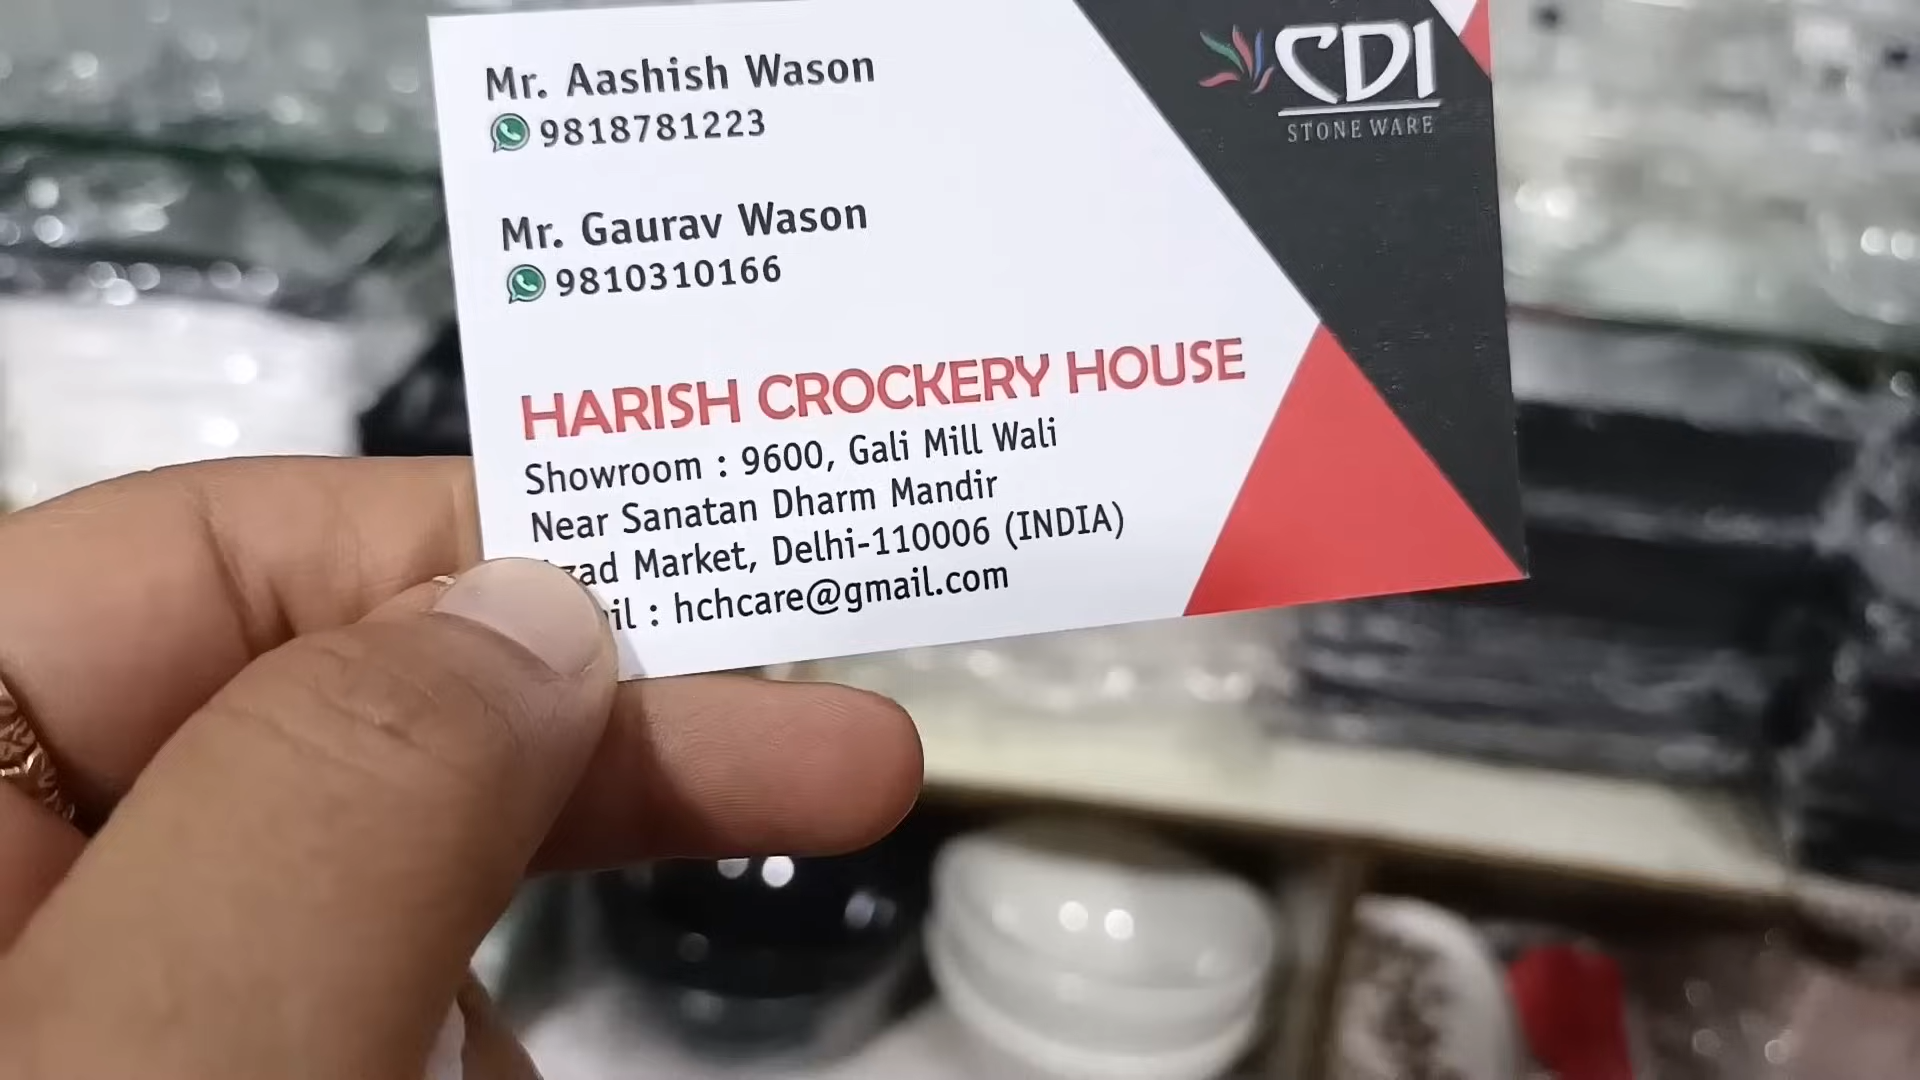 Mr. Aashish Wason
9818781223
Mr. Gaurav Wason
9810310166
CDI
STONE WARE
HARISH CROCKERY HOUSE
Showroom : 9600, Gali Mill Wali
Near Sanatan Dharm Mandir
Market, Delhi-110006 (INDIA)
: hchcare@gmail.com